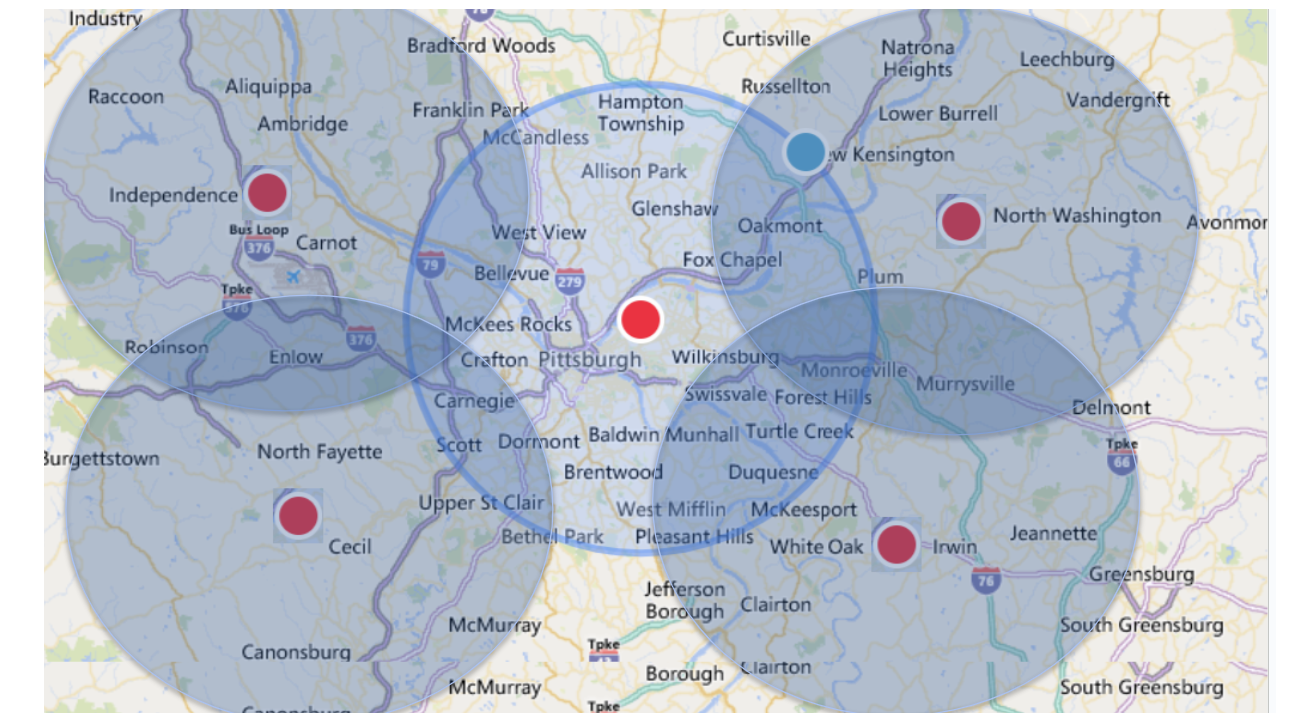 Industry
Bradford Woods
Curtisville
Natrona
Heights
Leechburg
Raccoon
Aliquippa
Russellton
Vandergrift
Franklin Park
Hampton
Township
Lower Burrell
Ambridge
McCandless
Kensington
Allison Park
Independence
Glenshaw
North Washington
Bus Loop
376
Carnot
West View
Oakmont
79
Bellevue
279
Fox Chapel
Plum
Tpke
376
McKees Rocks
376
Robinson
Enlow
Crafton
Pittsburgh
Wilkinsburg
Monroeville
Murrysville
Carnegie
Swissvale
Forest Hills
Delmont
Scott
Dormont
Baldwin
Munhall
Turtle Creek
North Fayette
Tpke
66
Brentwood
Duquesne
Upper St Clair
West Mifflin
McKeesport
Cecil
Bethel Park
Pleasant Hills
White Oak
Irwin
Jeannette
76
Greensburg
Jefferson
Borough
Clairton
McMurray
South Greensburg
Canonsburg
Tpke
Borough
Clairton
McMurray
South Greensburg
Tpke